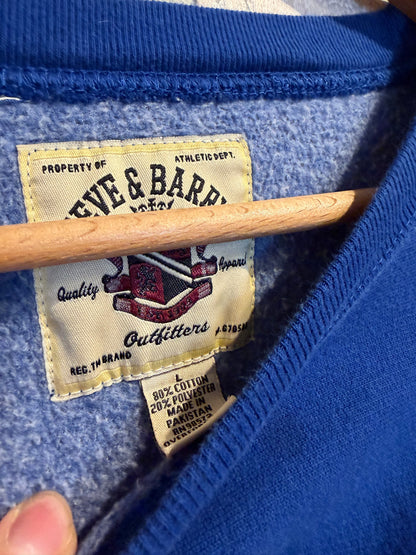 PROPERTY OF ATHLETIC DEPT.
EVE & BARR
Quality Apparel
Outfitters
REG. TM BRAND
L
80% COTTON
20% POLYESTER
MADE IN
PAKISTAN